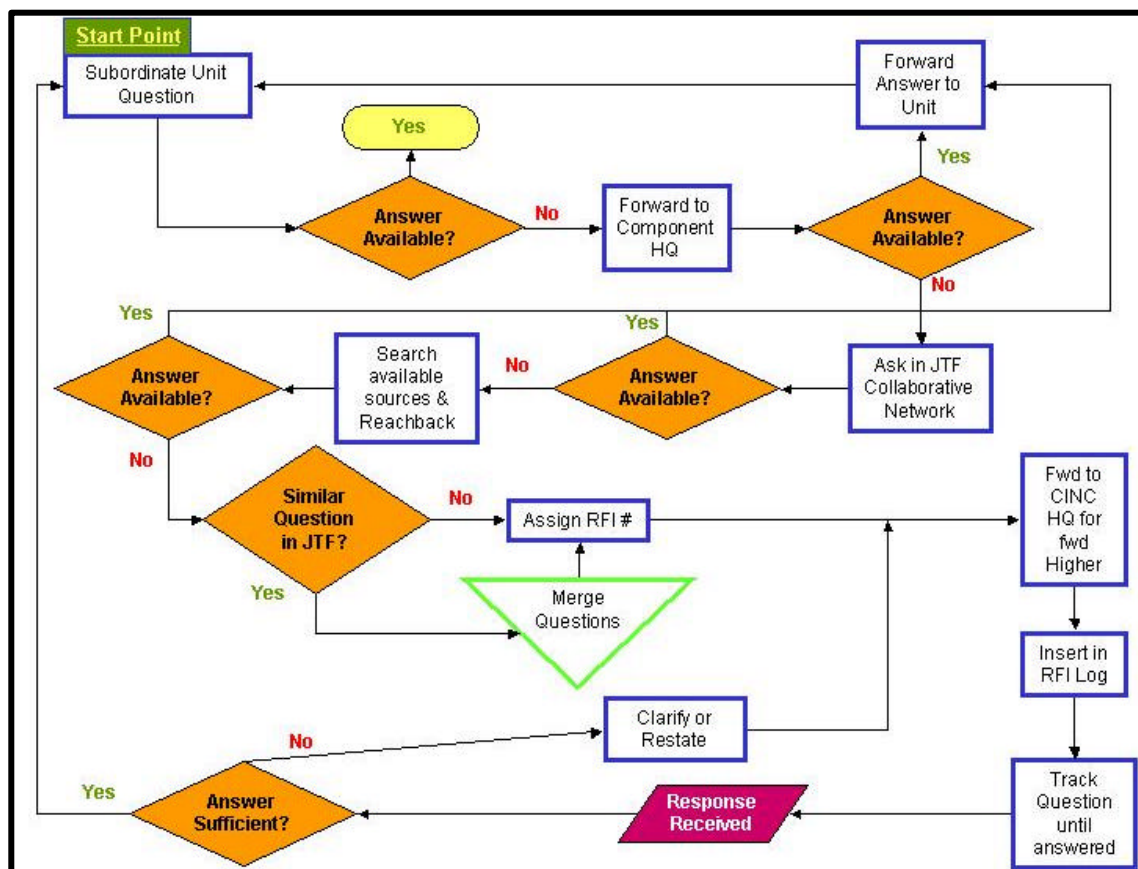 Start Point
Subordinate Unit
Question
Forward
Answer to
Unit
Yes
Yes
Answer
Available?
No
Forward to
Component
HQ
Answer
Available?
No
Yes
Yes
Answer
Available?
Search
available
sources &
Reachback
No
Answer
Available?
Ask in JTF
Collaborative
Network
No
Similar
Question
in JTF?
No
Assign RFI #
Fwd to
CINC
HQ for
fwd
Higher
Yes
Merge
Questions
Insert in
RFI Log
No
Clarify or
Restate
Yes
Answer
Sufficient?
Response
Received
Track
Question
until
answered